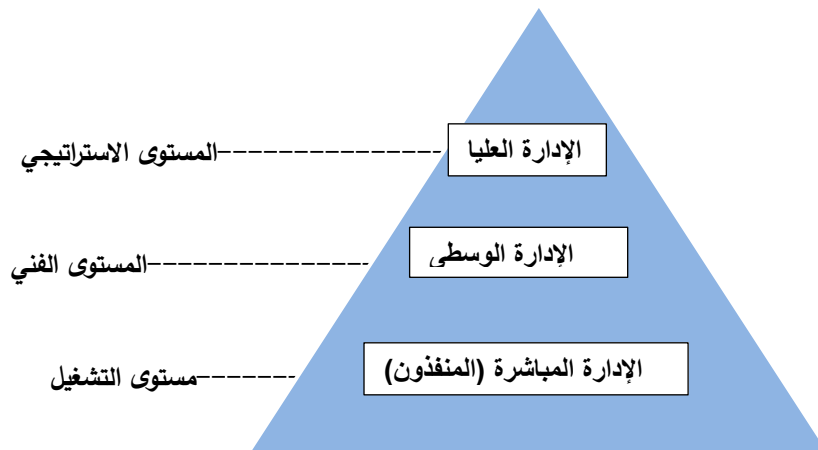 الإدارة العليا
المستوى الاستراتيجي
الإدارة الوسطى
المستوى الفني
الإدارة المباشرة (المنفذون)
مستوى التشغيل